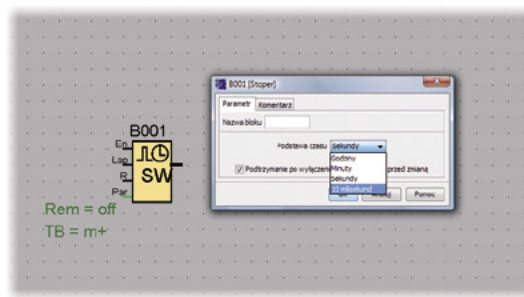 B001
En
Lap
R
Par
SW
Rem = off
TB = m+
B001 [Stoper]
Parametr
Komentarz
Nazwa bloku
Podstawa czasu
Sekundy
Godziny
Minuty
Sekundy
10 milisekund
Podtrzymanie po wyłączeni
przed zmianą
OK
Anuluj
Pomoc